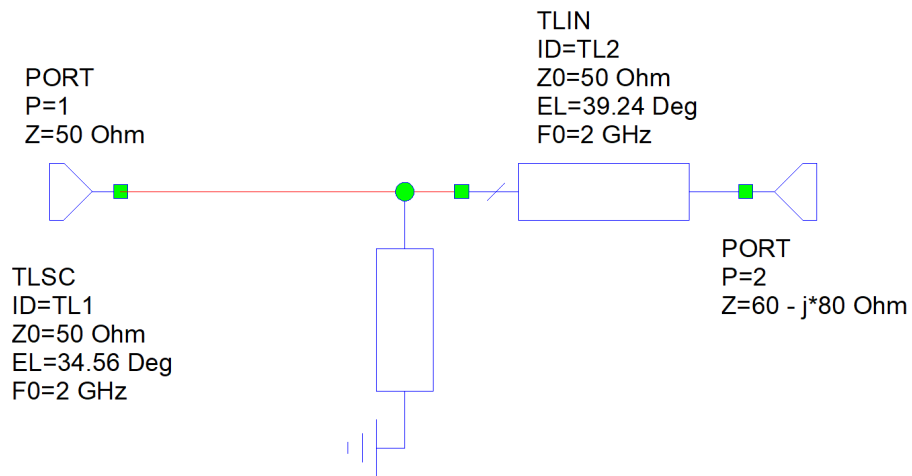 TLIN
ID=TL2
Z0=50 Ohm
EL=39.24 Deg
F0=2 GHz
PORT
P=1
Z=50 Ohm
TLSC
ID=TL1
Z0=50 Ohm
EL=34.56 Deg
F0=2 GHz
PORT
P=2
Z=60 - j*80 Ohm